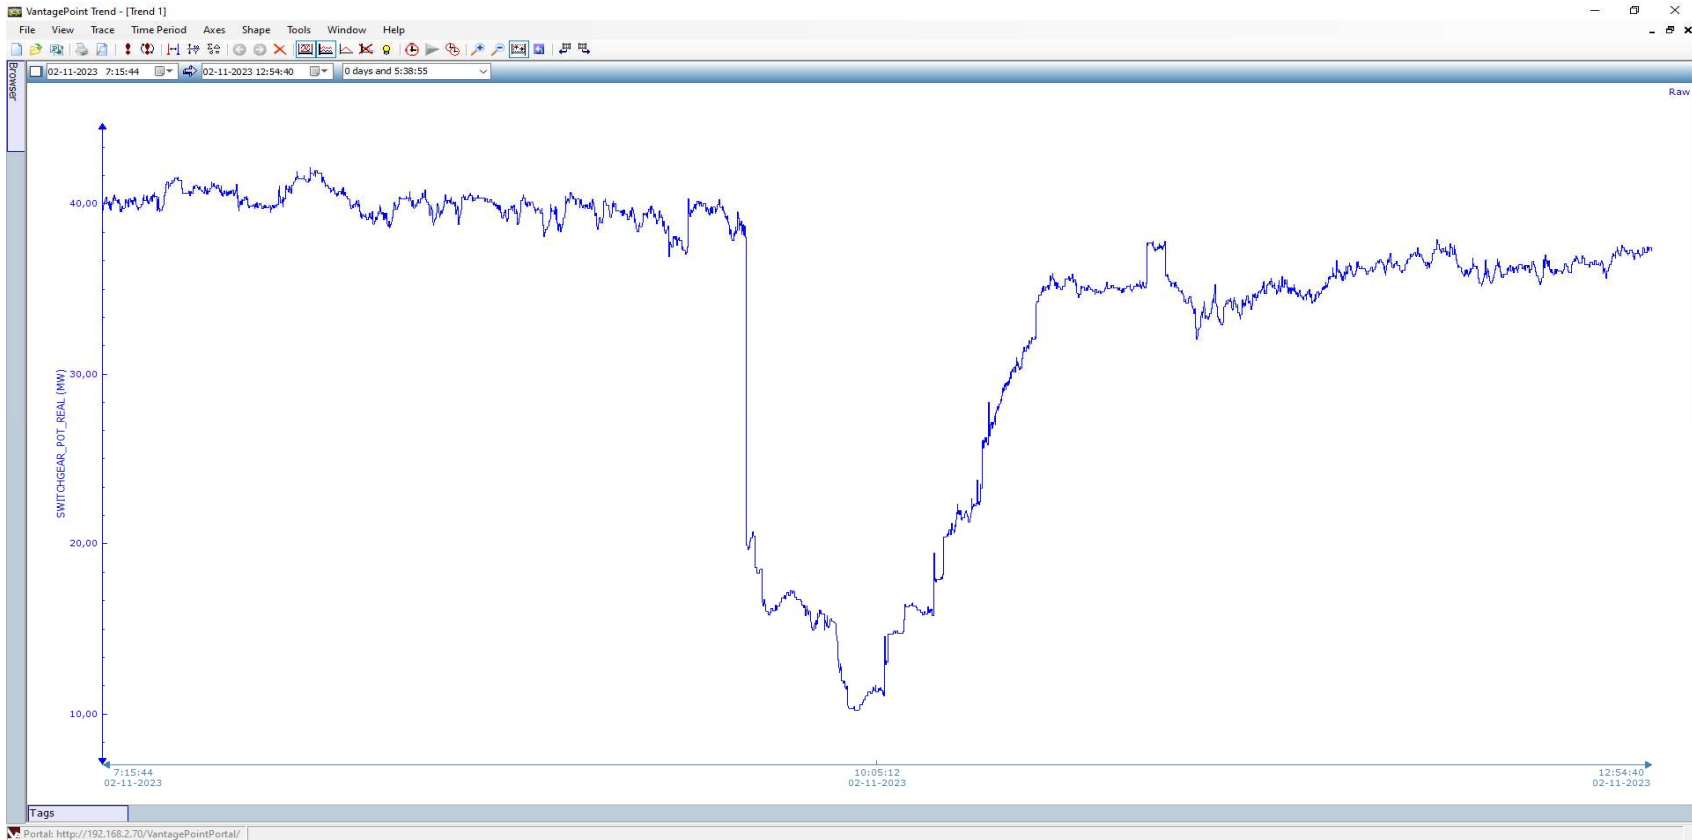 VantagePoint Trend - [Trend 1]
File View Trace Time Period Axes Shape Tools Window Help
Browser
02-11-2023 7:15:44 02-11-2023 12:54:40 0 days and 5:38:55
Raw
40,00
30,00
20,00
10,00
SWITCHGEAR_POT_REAL (MW)
7:15:44 10:05:12 12:54:40
02-11-2023 02-11-2023 02-11-2023
Tags
Portal: http://192.168.2.70/VantagePointPortal/